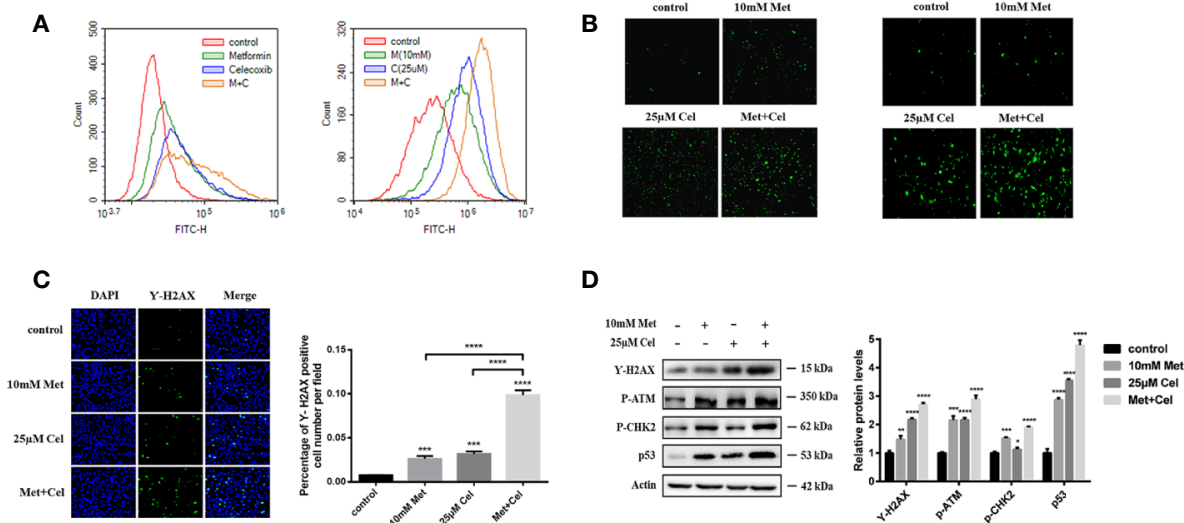 A
500
400
300
200
100
0
Count
control
Metformin
Celecoxib
M+C
10^3.7
10^5
10^6
FITC-H
320
240
160
80
0
Count
control
M(10mM)
C(25uM)
M+C
10^4
10^5
10^6
10^7
FITC-H
B
control
10mM Met
25μM Cel
Met+Cel
control
10mM Met
25μM Cel
Met+Cel
C
DAPI
Y-H2AX
Merge
control
10mM Met
25μM Cel
Met+Cel
Percentage of Y- H2AX positive
cell number per field
0.15
0.10
0.05
0.00
****
****
***
***
****
control
10mM Met
25μM Cel
Met+Cel
D
10mM Met - + - +
25μM Cel - - + +
Y-H2AX 15 kDa
P-ATM 350 kDa
P-CHK2 62 kDa
p53 53 kDa
Actin 42 kDa
Relative protein levels
5
4
3
2
1
0
** **** ****
*** **** ****
*** * ****
**** **** ****
Y-H2AX
p-ATM
p-CHK2
p53
control
10mM Met
25μM Cel
Met+Cel